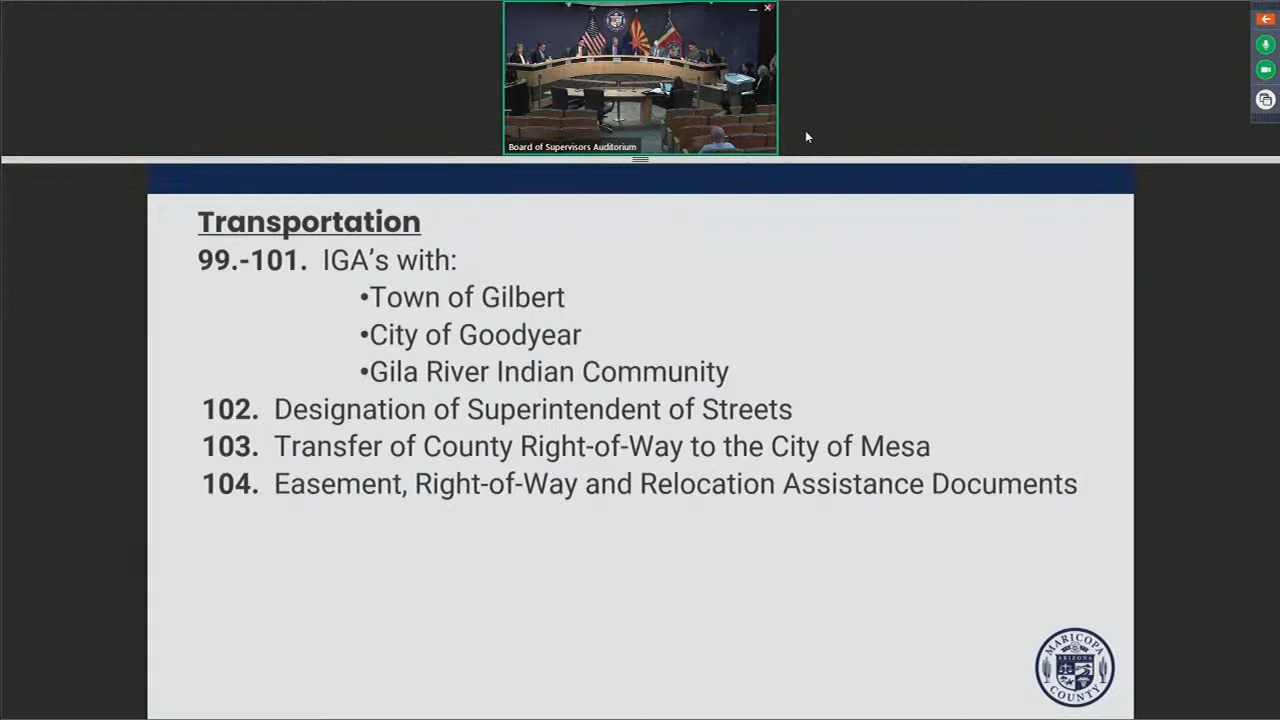 Board of Supervisors Auditorium
Transportation
99.-101. IGA's with:
•Town of Gilbert
•City of Goodyear
•Gila River Indian Community
102. Designation of Superintendent of Streets
103. Transfer of County Right-of-Way to the City of Mesa
104. Easement, Right-of-Way and Relocation Assistance Documents
MARICOPA
ARIZONA
COUNTY